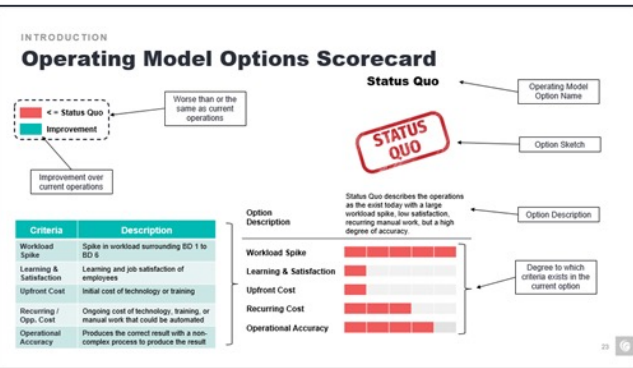 INTRODUCTION
Operating Model Options Scorecard
Status Quo
Operating Model
Option Name
< = Status Quo
Improvement
Worse than or the
same as current
operations
STATUS
QUO
Option Sketch
Improvement over
current operations
Option
Description
Status Quo describes the operations
as the exist today with a large
workload spike, low satisfaction,
recurring manual work, but a high
degree of accuracy.
Option Description
Criteria Description
Workload
Spike
Spike in workload surrounding BD 1 to
BD 6
Learning &
Satisfaction
Learning and job satisfaction of
employees
Upfront Cost
Initial cost of technology or training
Recurring /
Opp. Cost
Ongoing cost of technology, training, or
manual work that could be automated
Operational
Accuracy
Produces the correct result with a non-
complex process to produce the result
Workload Spike
Learning & Satisfaction
Upfront Cost
Recurring Cost
Operational Accuracy
Degree to which
criteria exists in the
current option
23